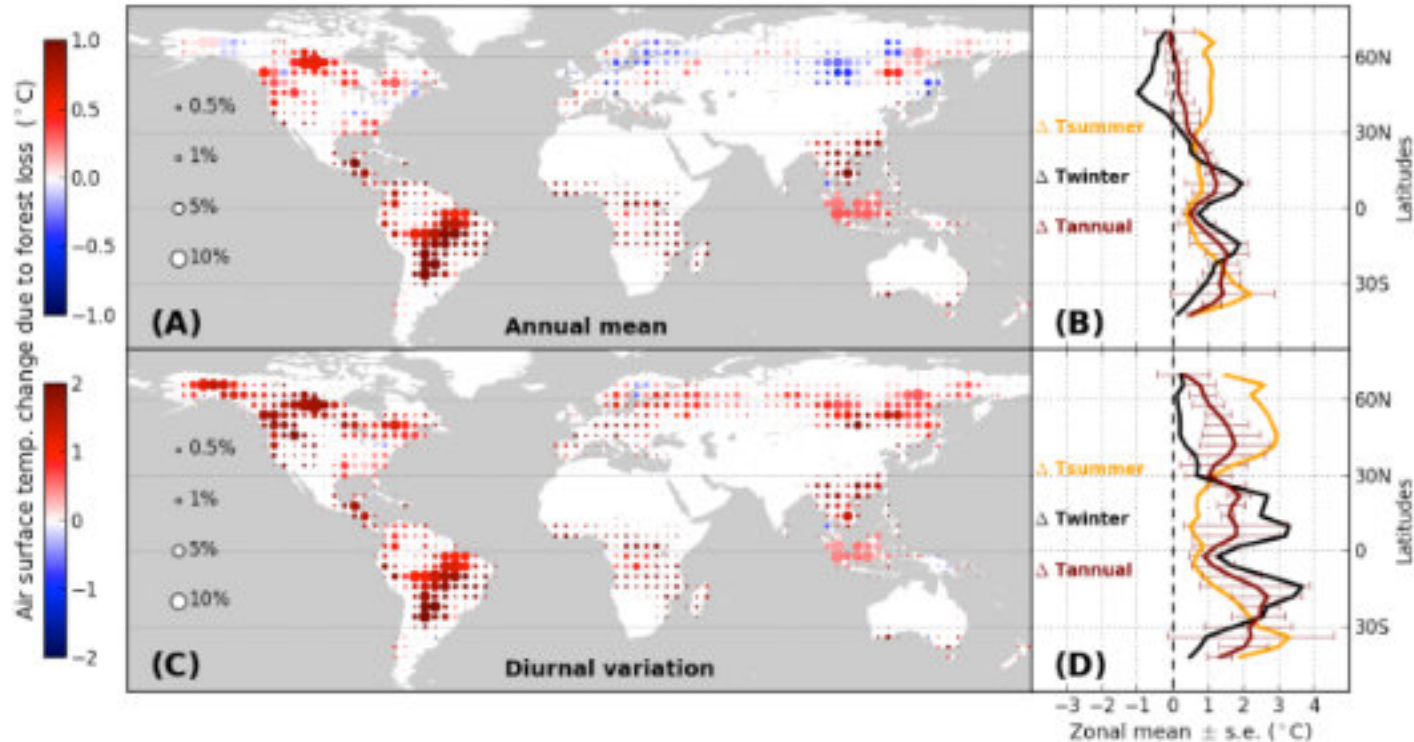 Air surface temp. change due to forest loss (°C)
1.0
0.5
0.0
−0.5
−1.0
2
1
0
−1
−2
0.5%
1%
5%
10%
(A)
Annual mean
Δ Tsummer
Δ Twinter
Δ Tannual
(B)
60N
30N
0
30S
Latitudes
0.5%
1%
5%
10%
(C)
Diurnal variation
Δ Tsummer
Δ Twinter
Δ Tannual
(D)
60N
30N
0
30S
Latitudes
−3 −2 −1 0 1 2 3 4
Zonal mean ± s.e. (°C)